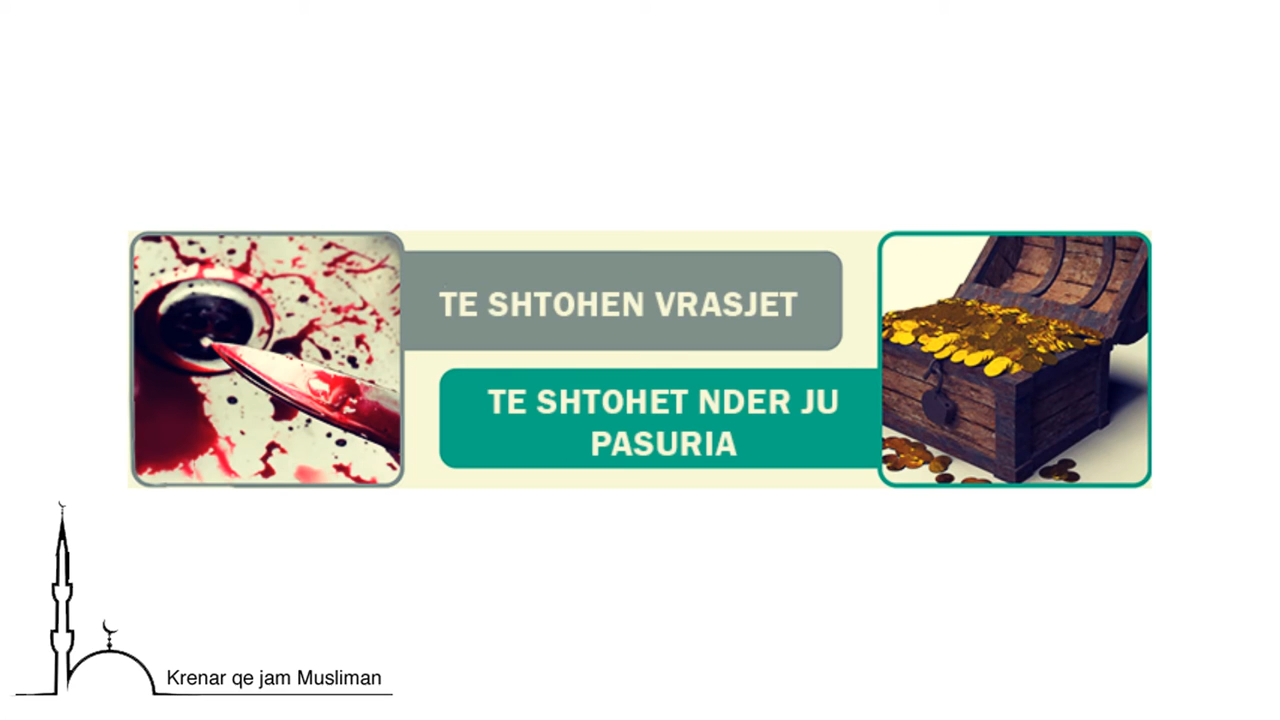 TE SHTOHEN VRASJET
TE SHTOHET NDER JU
PASURIA
Krenar qe jam Musliman